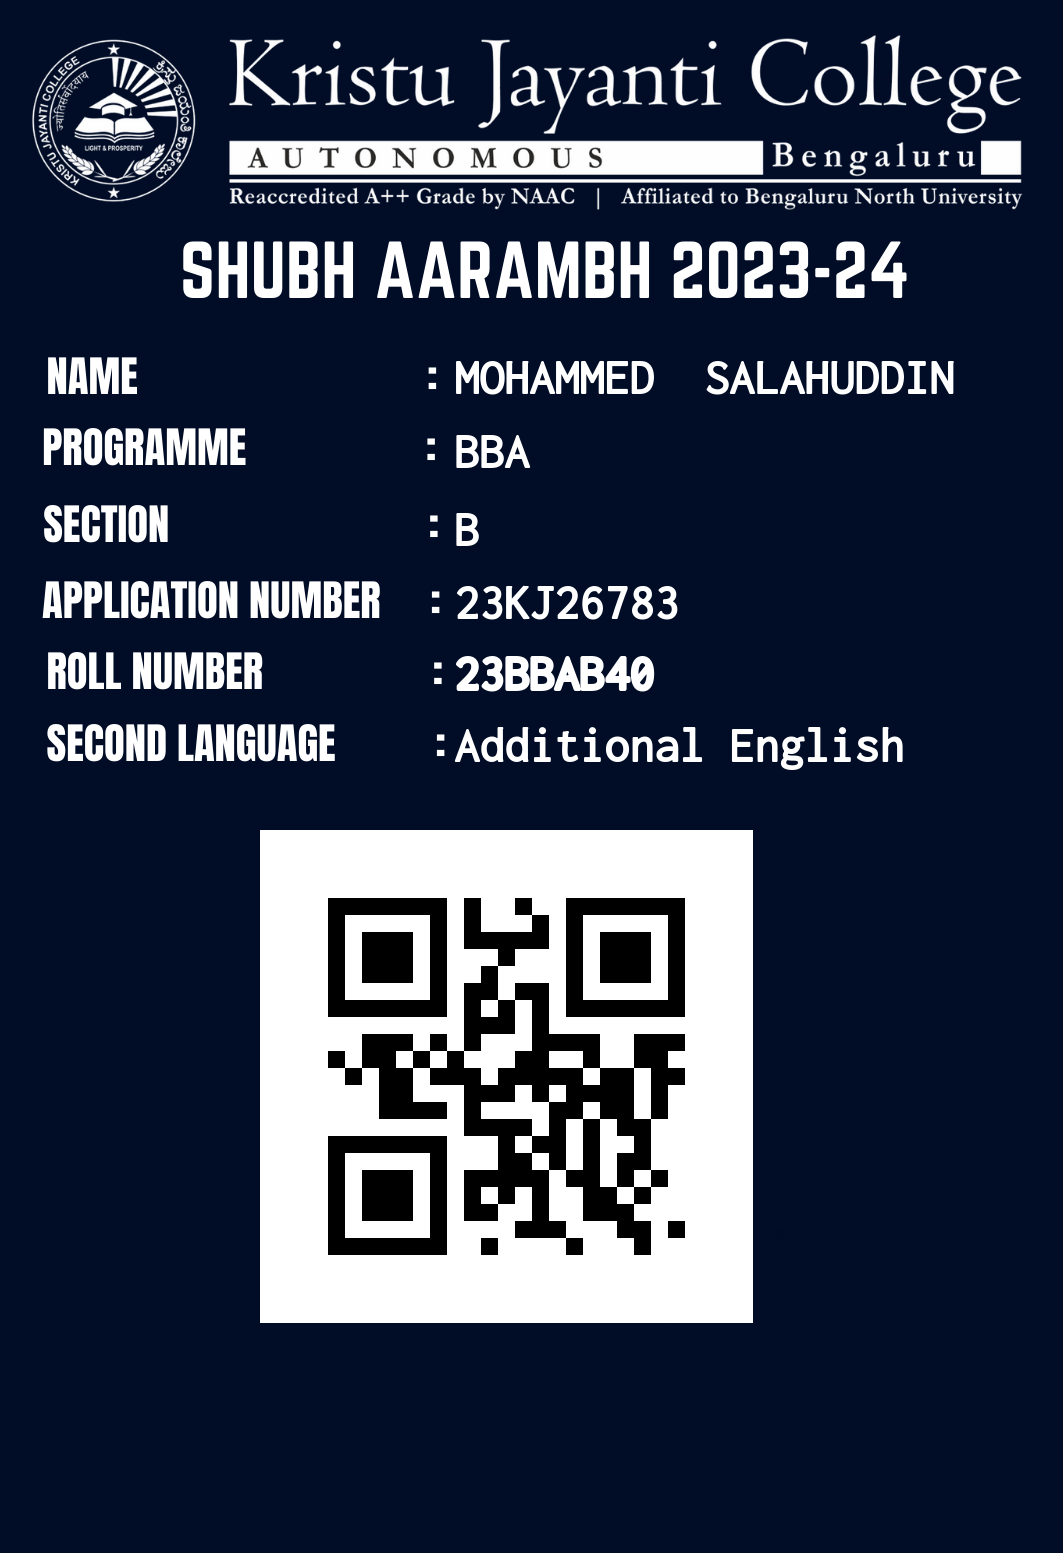 KRISTU JAYANTI COLLEGE
ಕ್ರಿಸ್ತು ಜಯಂತಿ ಕಾಲೇಜು
LIGHT & PROSPERITY
Kristu Jayanti College
AUTONOMOUS Bengaluru
Reaccredited A++ Grade by NAAC | Affiliated to Bengaluru North University
SHUBH AARAMBH 2023-24
NAME : MOHAMMED SALAHUDDIN
PROGRAMME : BBA
SECTION : B
APPLICATION NUMBER : 23KJ26783
ROLL NUMBER : 23BBAB40
SECOND LANGUAGE : Additional English